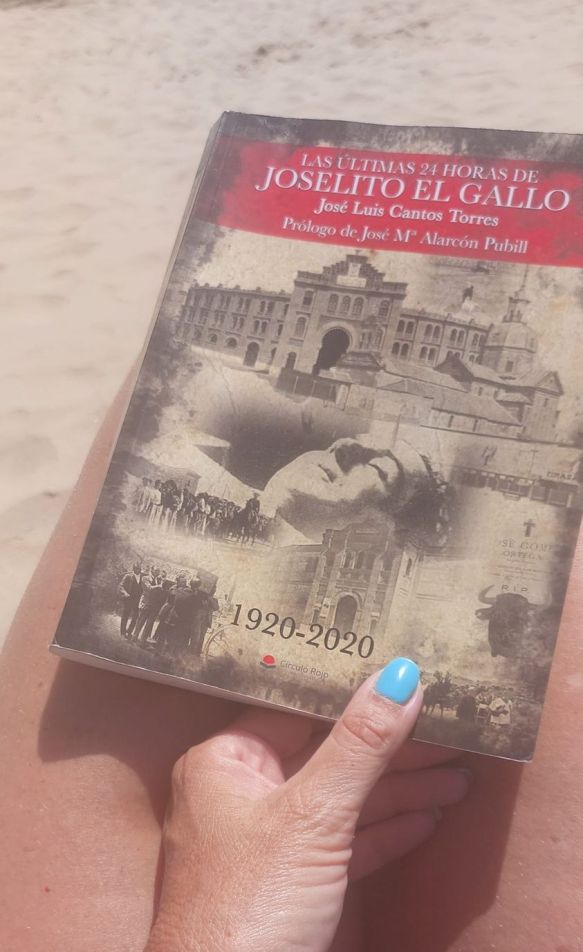 LAS ÚLTIMAS 24 HORAS DE
JOSELITO EL GALLO
José Luis Cantos Torres
Prólogo de José Mª Alarcón Pubill
ORTEGA
R.I.P.
1920-2020
Círculo Rojo